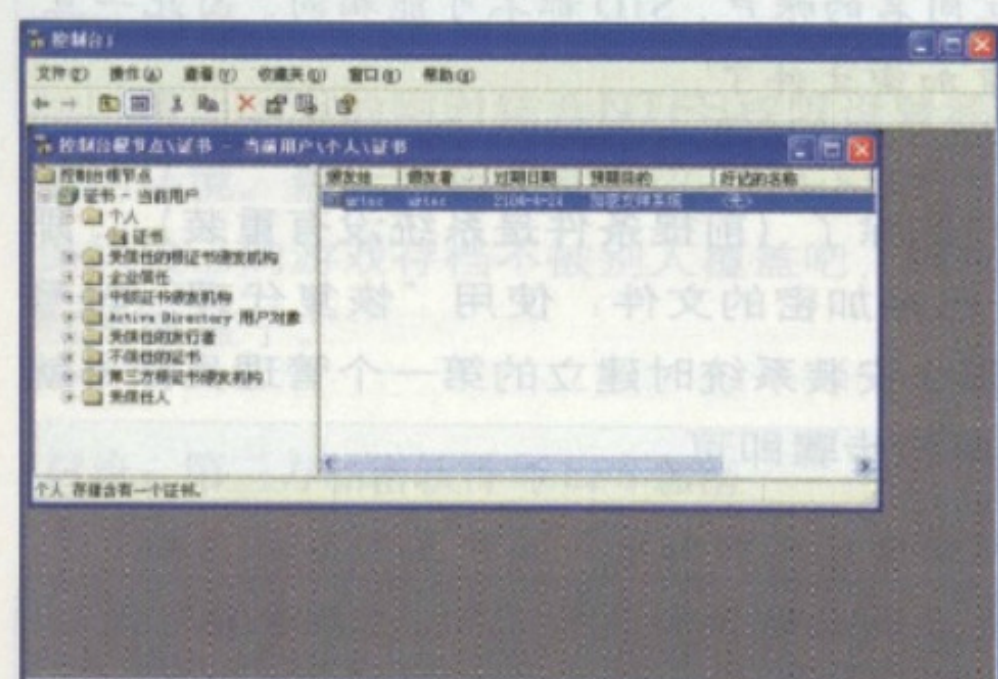 控制台1
文件(F) 操作(A) 查看(V) 收藏夹(O) 窗口(W) 帮助(H)
控制台根节点\证书 - 当前用户\个人\证书
控制台根节点
证书 - 当前用户
个人
证书
受信任的根证书颁发机构
企业信任
中级证书颁发机构
Active Directory 用户对象
受信任的发行者
不信任的证书
第三方根证书颁发机构
受信任人
颁发给 颁发者 过期日期 预期目的 好记的名称
2104-4-24 加密文件系统 <无>
个人 存储含有一个证书。